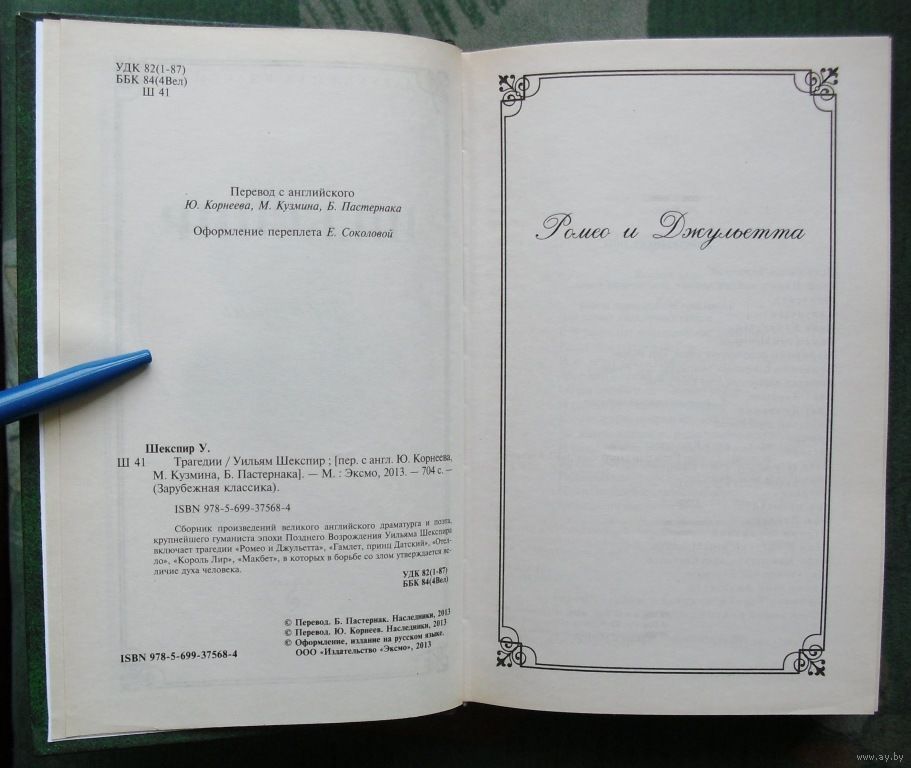 УДК 82(1-87)
ББК 84(4Вел)
Ш 41
Перевод с английского
Ю. Корнеева, М. Кузмина, Б. Пастернака
Оформление переплета Е. Соколовой
Шекспир У.
Ш 41 Трагедии / Уильям Шекспир ; [пер. с англ. Ю. Корнеева,
М. Кузмина, Б. Пастернака]. — М. : Эксмо, 2013. — 704 с. —
(Зарубежная классика).
ISBN 978-5-699-37568-4
Сборник произведений великого английского драматурга и поэта,
крупнейшего гуманиста эпохи Позднего Возрождения Уильяма Шекспира
включает трагедии «Ромео и Джульетта», «Гамлет, принц Датский», «Отел-
ло», «Король Лир», «Макбет», в которых в борьбе со злом утверждается ве-
личие духа человека.
УДК 82(1-87)
ББК 84(4Вел)
© Перевод. Б. Пастернак. Наследники, 2013
© Перевод. Ю. Корнеев. Наследники, 2013
© Оформление, издание на русском языке.
ООО «Издательство «Эксмо», 2013
ISBN 978-5-699-37568-4
Ромео и Джульетта
www.ay.by